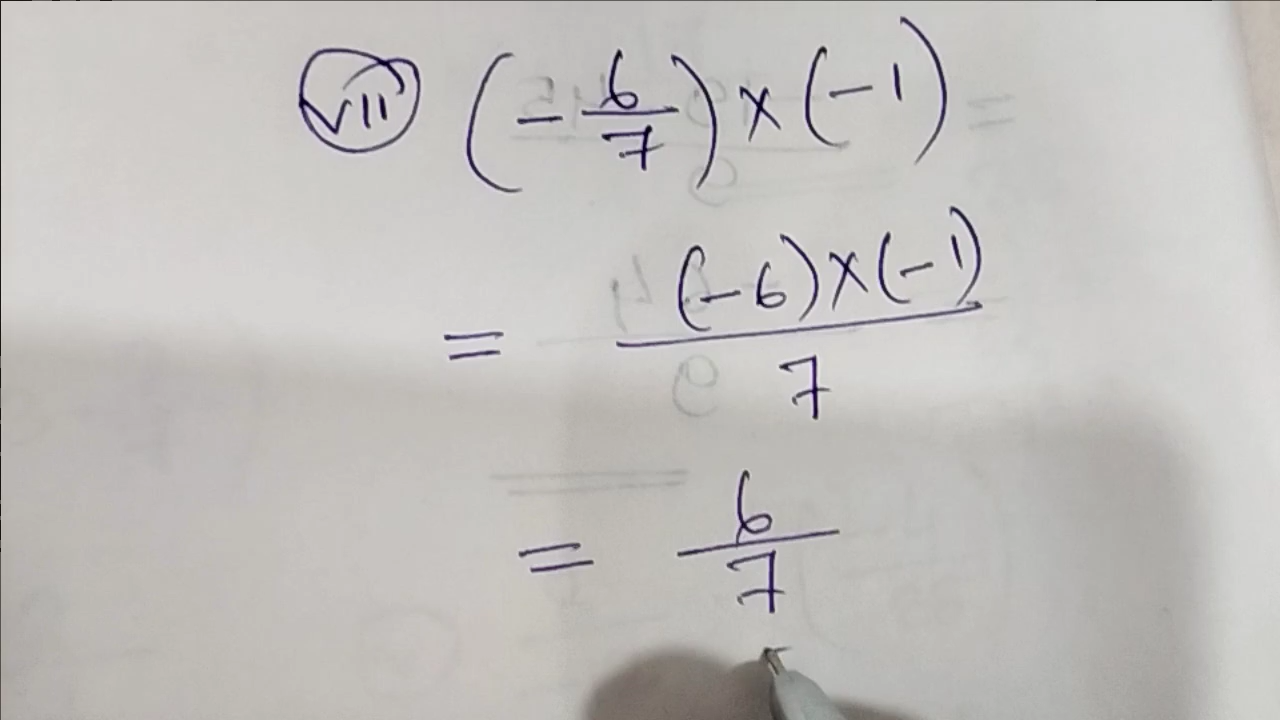 VII (- 6/7) × (-1)
= (-6) × (-1) / 7
= 6/7